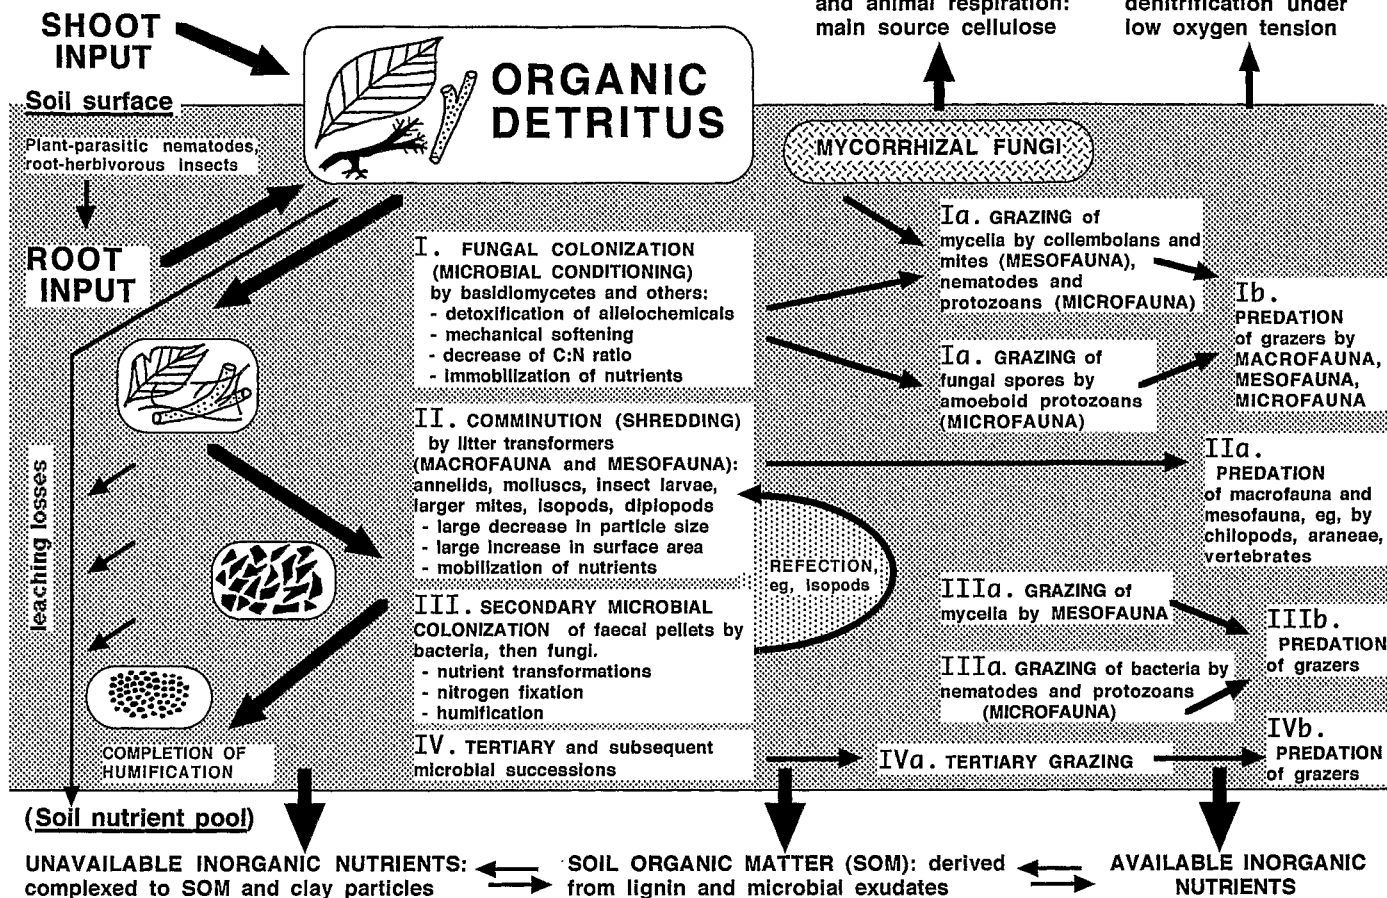 and animal respiration:
main source cellulose
denitrification under
low oxygen tension
SHOOT
INPUT
ORGANIC
DETRITUS
Soil surface
Plant-parasitic nematodes,
root-herbivorous insects
MYCORRHIZAL FUNGI
ROOT
INPUT
I. FUNGAL COLONIZATION
(MICROBIAL CONDITIONING)
by basidiomycetes and others:
- detoxification of allelochemicals
- mechanical softening
- decrease of C:N ratio
- immobilization of nutrients
Ia. GRAZING of
mycelia by collembolans and
mites (MESOFAUNA),
nematodes and
protozoans (MICROFAUNA)
Ia. GRAZING of
fungal spores by
amoeboid protozoans
(MICROFAUNA)
Ib.
PREDATION
of grazers by
MACROFAUNA,
MESOFAUNA,
MICROFAUNA
II. COMMINUTION (SHREDDING)
by litter transformers
(MACROFAUNA and MESOFAUNA):
annelids, molluscs, insect larvae,
larger mites, isopods, diplopods
- large decrease in particle size
- large increase in surface area
- mobilization of nutrients
IIa.
PREDATION
of macrofauna and
mesofauna, eg, by
chilopods, araneae,
vertebrates
REFECTION,
eg, isopods
leaching losses
III. SECONDARY MICROBIAL
COLONIZATION of faecal pellets by
bacteria, then fungi.
- nutrient transformations
- nitrogen fixation
- humification
IIIa. GRAZING of
mycelia by MESOFAUNA
IIIa. GRAZING of bacteria by
nematodes and protozoans
(MICROFAUNA)
IIIb.
PREDATION
of grazers
COMPLETION OF
HUMIFICATION
IV. TERTIARY and subsequent
microbial successions
IVa. TERTIARY GRAZING
IVb.
PREDATION
of grazers
(Soil nutrient pool)
UNAVAILABLE INORGANIC NUTRIENTS:
complexed to SOM and clay particles
SOIL ORGANIC MATTER (SOM): derived
from lignin and microbial exudates
AVAILABLE INORGANIC
NUTRIENTS